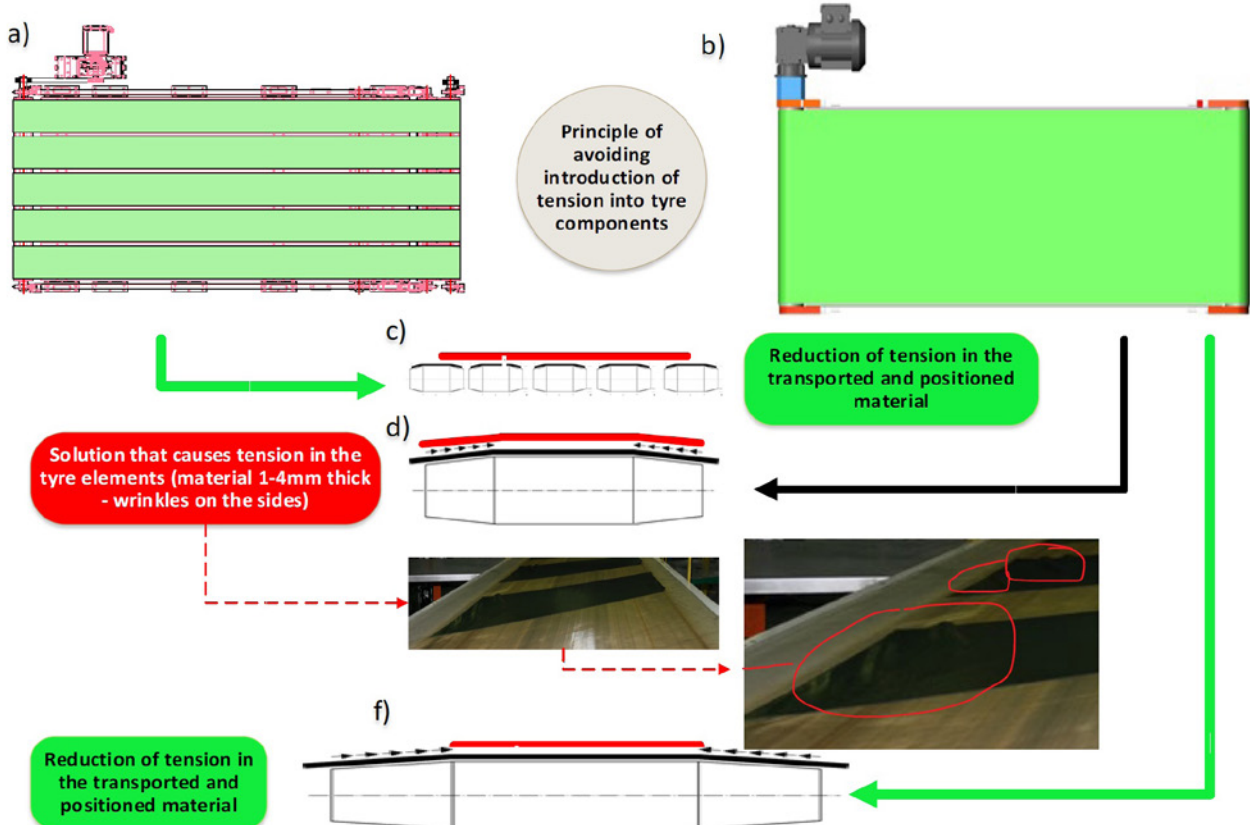 a)
b)
Principle of
avoiding
introduction of
tension into tyre
components
c)
Reduction of tension in the
transported and positioned
material
d)
Solution that causes tension in the
tyre elements (material 1-4mm thick
- wrinkles on the sides)
f)
Reduction of tension in
the transported and
positioned material